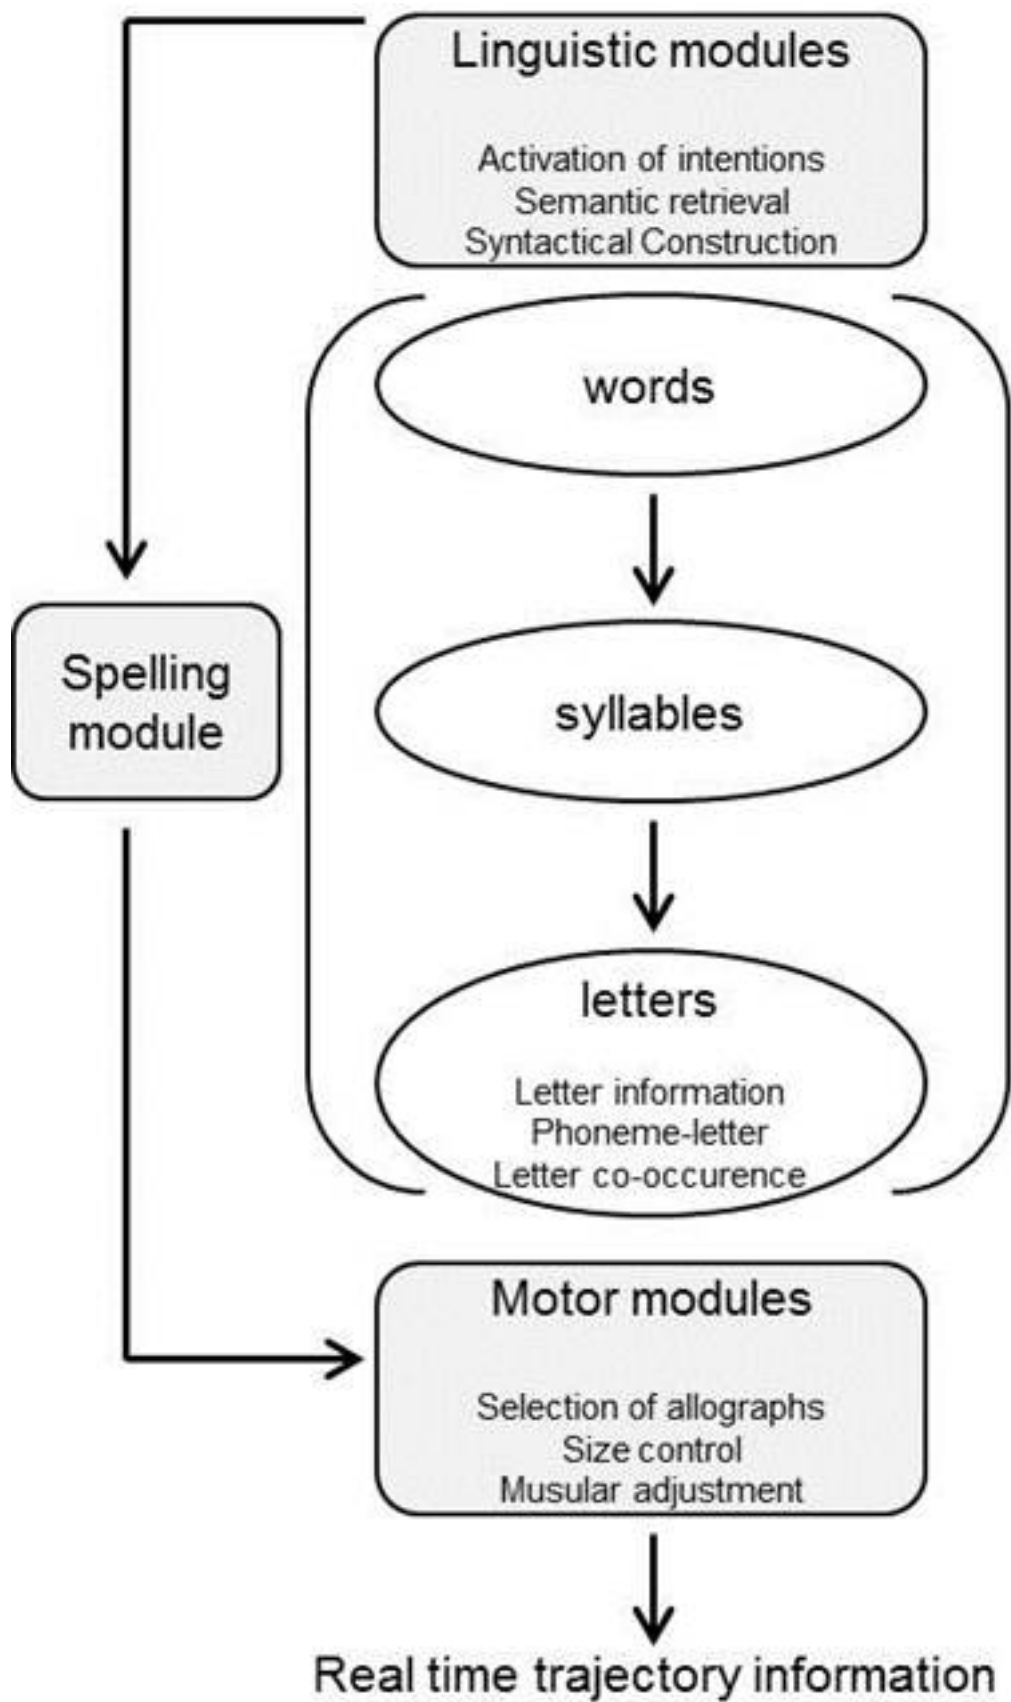 Linguistic modules
Activation of intentions
Semantic retrieval
Syntactical Construction
words
Spelling
module
syllables
letters
Letter information
Phoneme-letter
Letter co-occurence
Motor modules
Selection of allographs
Size control
Musular adjustment
Real time trajectory information